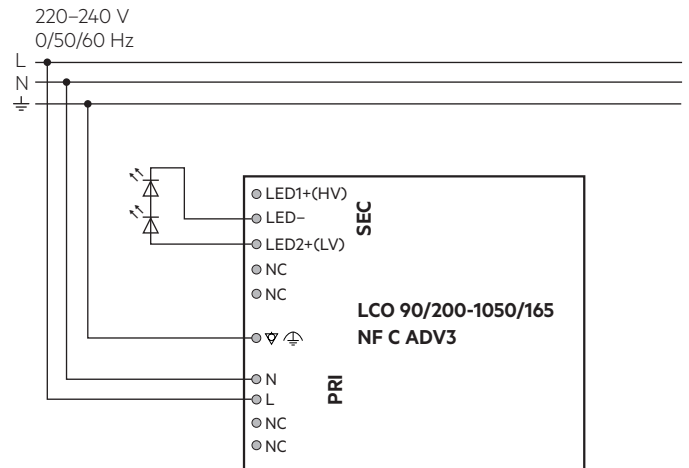 220–240 V
0/50/60 Hz
L
N
LED1+(HV)
LED–
SEC
LED2+(LV)
NC
NC
LCO 90/200-1050/165
NF C ADV3
N
PRI
L
NC
NC